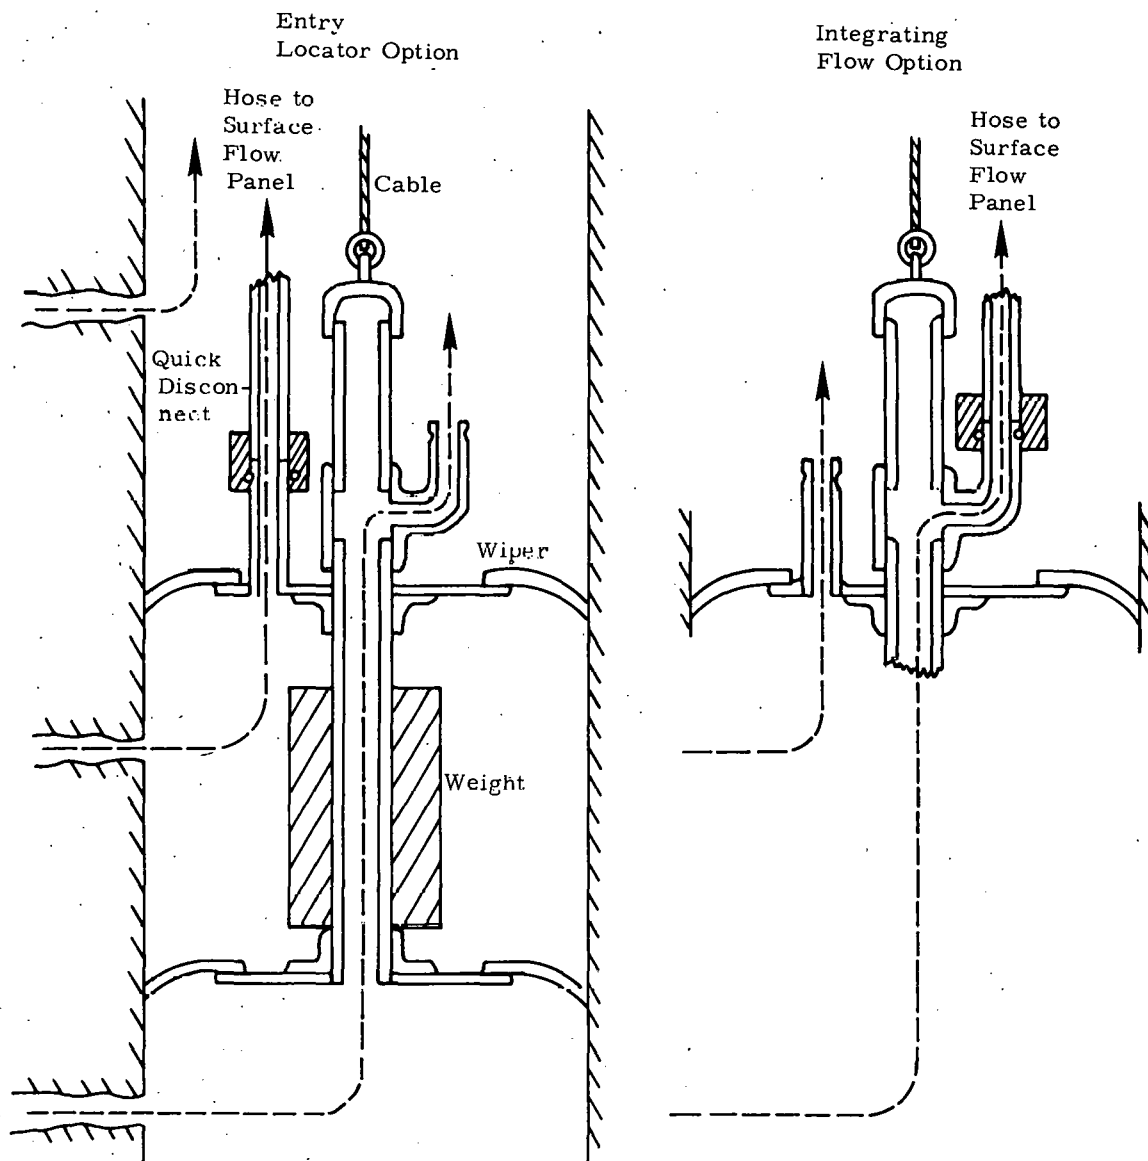 Entry
Locator Option
Integrating
Flow Option
Hose to
Surface
Flow.
Panel
Cable
Hose to
Surface
Flow
Panel
Quick
Discon-
nect
Wiper
Weight